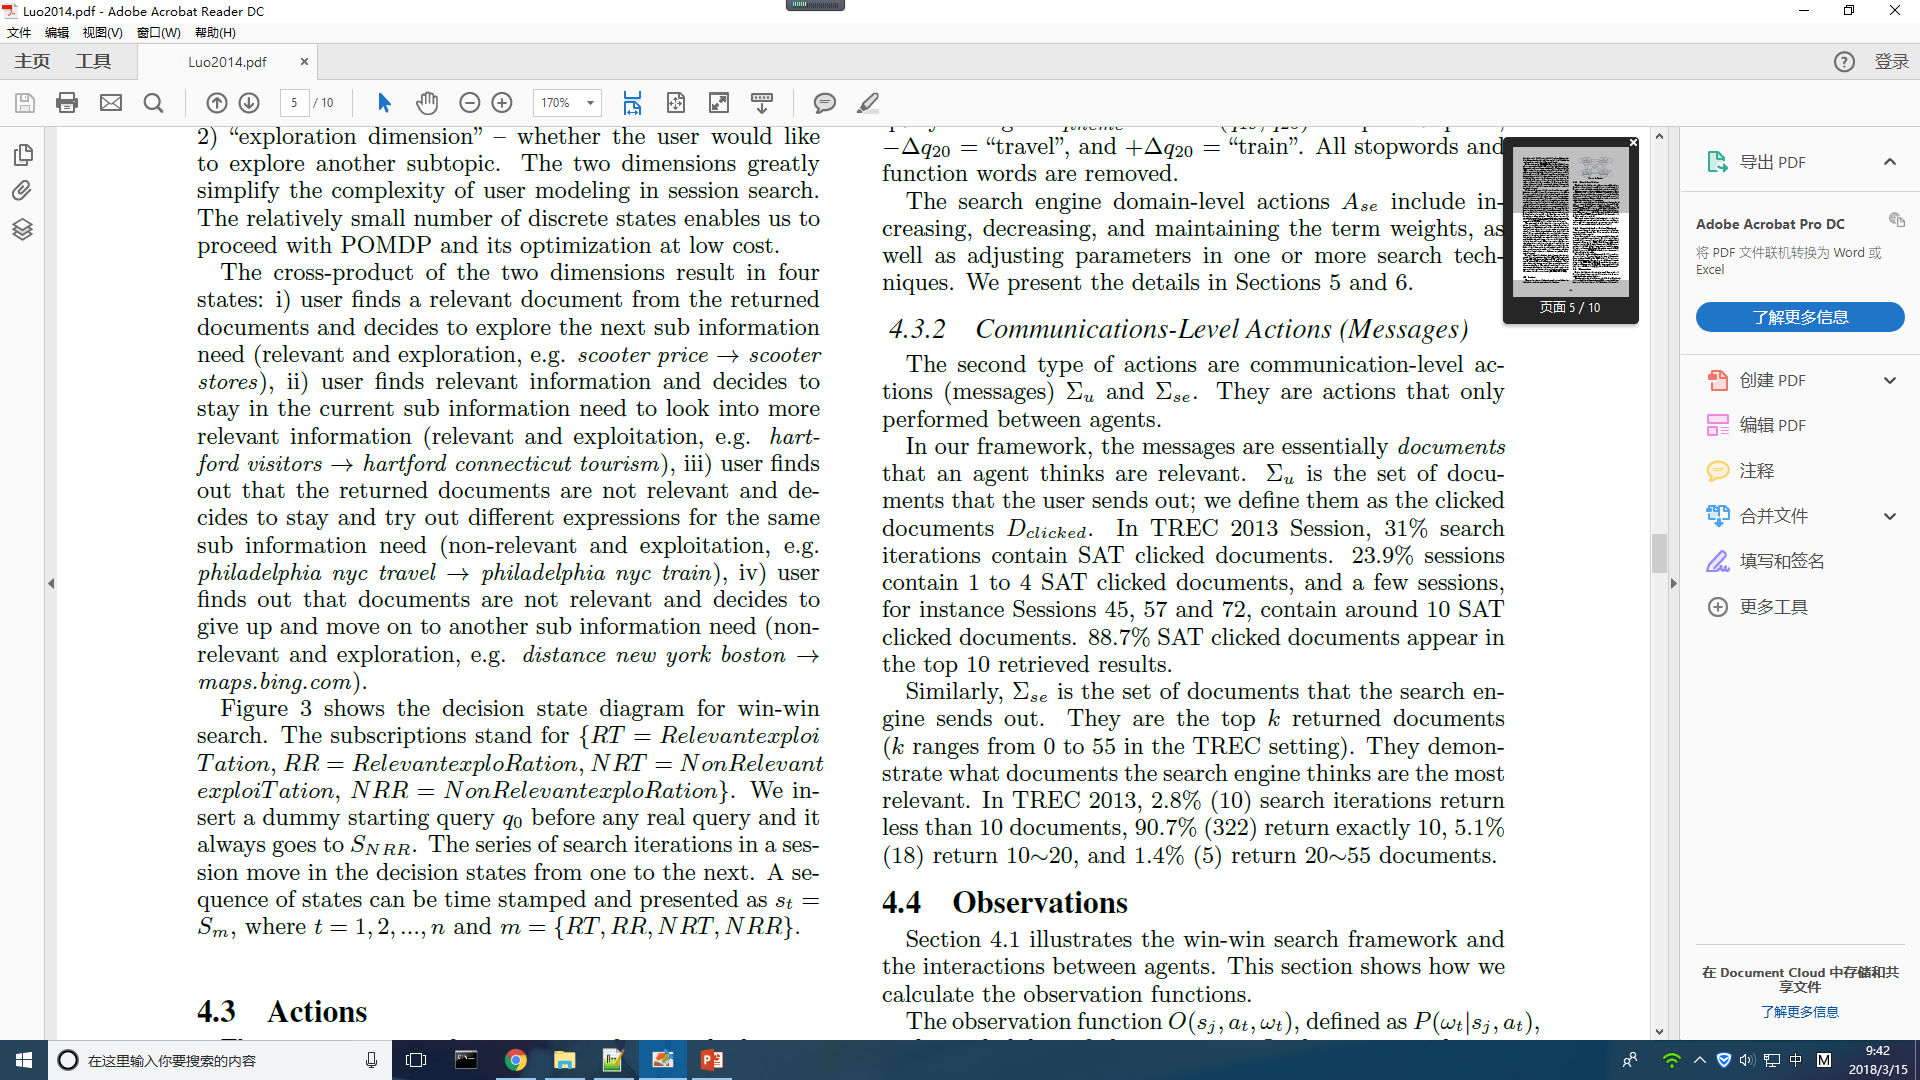 Luo2014.pdf - Adobe Acrobat Reader DC
文件 编辑 视图(V) 窗口(W) 帮助(H)
主页 工具 Luo2014.pdf × 登录
5 / 10 170%
2) “exploration dimension” – whether the user would like
to explore another subtopic. The two dimensions greatly
simplify the complexity of user modeling in session search.
The relatively small number of discrete states enables us to
proceed with POMDP and its optimization at low cost.
The cross-product of the two dimensions result in four
states: i) user finds a relevant document from the returned
documents and decides to explore the next sub information
need (relevant and exploration, e.g. scooter price → scooter
stores), ii) user finds relevant information and decides to
stay in the current sub information need to look into more
relevant information (relevant and exploitation, e.g. hart-
ford visitors → hartford connecticut tourism), iii) user finds
out that the returned documents are not relevant and de-
cides to stay and try out different expressions for the same
sub information need (non-relevant and exploitation, e.g.
philadelphia nyc travel → philadelphia nyc train), iv) user
finds out that documents are not relevant and decides to
give up and move on to another sub information need (non-
relevant and exploration, e.g. distance new york boston →
maps.bing.com).
Figure 3 shows the decision state diagram for win-win
search. The subscriptions stand for {RT = Relevantexploi
Tation, RR = RelevantexploRation, NRT = NonRelevant
exploiTation, NRR = NonRelevantexploRation}. We in-
sert a dummy starting query q0 before any real query and it
always goes to SNRR. The series of search iterations in a ses-
sion move in the decision states from one to the next. A se-
quence of states can be time stamped and presented as st =
Sm, where t = 1, 2, ..., n and m = {RT, RR, NRT, NRR}.
4.3 Actions
−Δq20 = “travel”, and +Δq20 = “train”. All stopwords and
function words are removed.
The search engine domain-level actions Ase include in-
creasing, decreasing, and maintaining the term weights, as
well as adjusting parameters in one or more search tech-
niques. We present the details in Sections 5 and 6.
4.3.2 Communications-Level Actions (Messages)
The second type of actions are communication-level ac-
tions (messages) Σu and Σse. They are actions that only
performed between agents.
In our framework, the messages are essentially documents
that an agent thinks are relevant. Σu is the set of docu-
ments that the user sends out; we define them as the clicked
documents Dclicked. In TREC 2013 Session, 31% search
iterations contain SAT clicked documents. 23.9% sessions
contain 1 to 4 SAT clicked documents, and a few sessions,
for instance Sessions 45, 57 and 72, contain around 10 SAT
clicked documents. 88.7% SAT clicked documents appear in
the top 10 retrieved results.
Similarly, Σse is the set of documents that the search en-
gine sends out. They are the top k returned documents
(k ranges from 0 to 55 in the TREC setting). They demon-
strate what documents the search engine thinks are the most
relevant. In TREC 2013, 2.8% (10) search iterations return
less than 10 documents, 90.7% (322) return exactly 10, 5.1%
(18) return 10∼20, and 1.4% (5) return 20∼55 documents.
4.4 Observations
Section 4.1 illustrates the win-win search framework and
the interactions between agents. This section shows how we
calculate the observation functions.
The observation function O(sj, at, ωt), defined as P(ωt|sj, at),
页面 5 / 10
导出 PDF
Adobe Acrobat Pro DC
将 PDF 文件联机转换为 Word 或
Excel
了解更多信息
创建 PDF
编辑 PDF
注释
合并文件
填写和签名
更多工具
在 Document Cloud 中存储和共
享文件
了解更多信息
在这里输入你要搜索的内容
中 M
9:42
2018/3/15